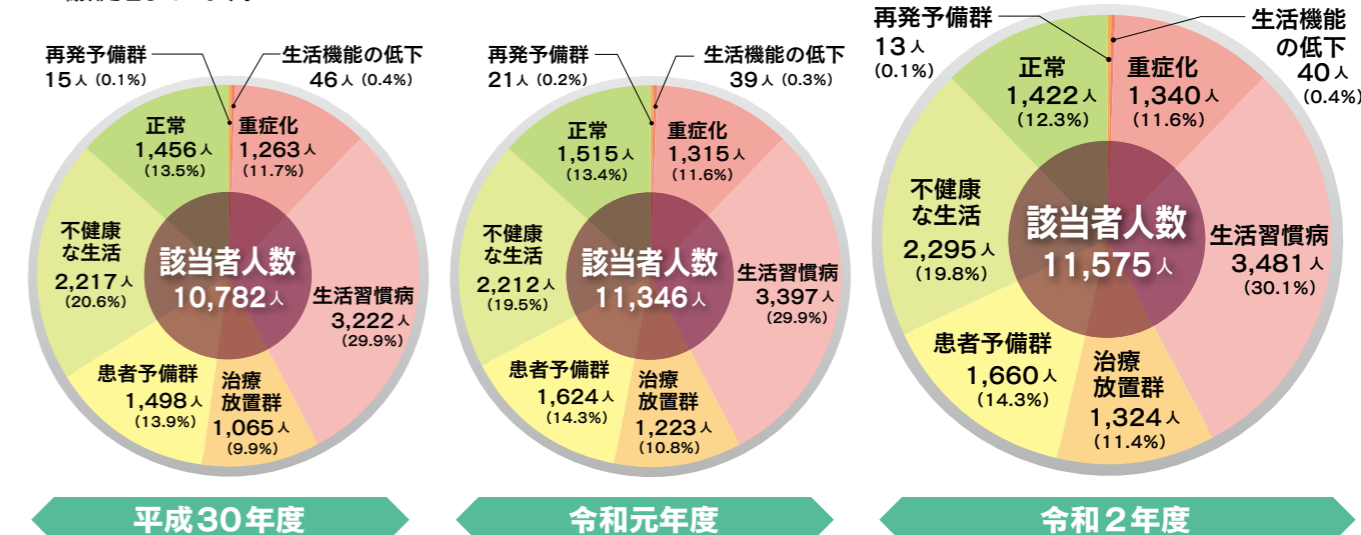 再発予備群
15人 (0.1%)
生活機能の低下
46人 (0.4%)
正常
1,456人
(13.5%)
重症化
1,263人
(11.7%)
不健康
な生活
2,217人
(20.6%)
該当者人数
10,782人
生活習慣病
3,222人
(29.9%)
患者予備群
1,498人
(13.9%)
治療
放置群
1,065人
(9.9%)
平成30年度
再発予備群
21人 (0.2%)
生活機能の低下
39人 (0.3%)
正常
1,515人
(13.4%)
重症化
1,315人
(11.6%)
不健康
な生活
2,212人
(19.5%)
該当者人数
11,346人
生活習慣病
3,397人
(29.9%)
患者予備群
1,624人
(14.3%)
治療
放置群
1,223人
(10.8%)
令和元年度
再発予備群
13人
(0.1%)
生活機能
の低下
40人
(0.4%)
正常
1,422人
(12.3%)
重症化
1,340人
(11.6%)
不健康
な生活
2,295人
(19.8%)
該当者人数
11,575人
生活習慣病
3,481人
(30.1%)
患者予備群
1,660人
(14.3%)
治療
放置群
1,324人
(11.4%)
令和2年度